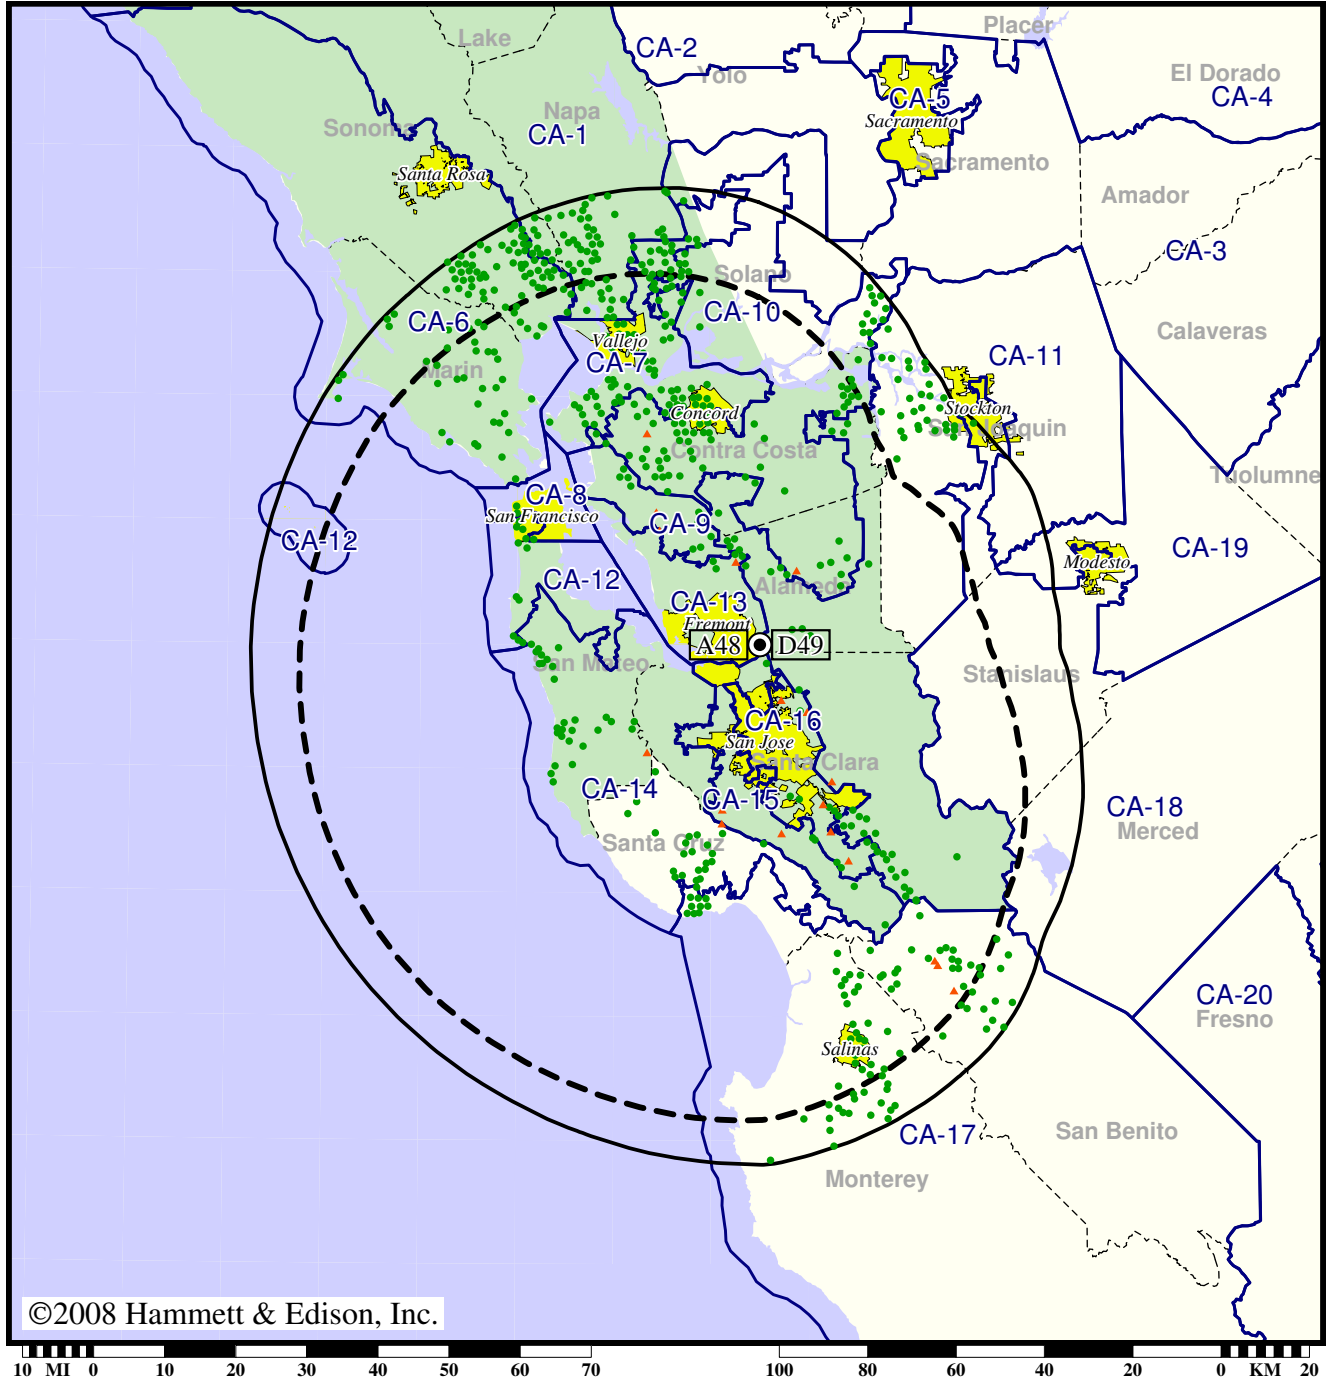 Placer
Lake
CA-2
Yolo
El Dorado
CA-4
CA-5
Sacramento
Napa
CA-1
Sonoma
Sacramento
Santa Rosa
Amador
CA-3
Solano
CA-10
CA-6
Vallejo
CA-7
Calaveras
CA-11
Marin
Concord
Stockton
San Joaquin
Contra Costa
Tuolumne
CA-8
San Francisco
CA-9
CA-12
CA-19
Modesto
CA-12
Alameda
CA-13
Fremont
A48
D49
San Mateo
Stanislaus
CA-16
San Jose
Santa Clara
CA-14
CA-15
CA-18
Merced
Santa Cruz
CA-20
Fresno
Salinas
CA-17
San Benito
Monterey
©2008 Hammett & Edison, Inc.
10 MI 0 10 20 30 40 50 60 70 100 80 60 40 20 0 KM 20